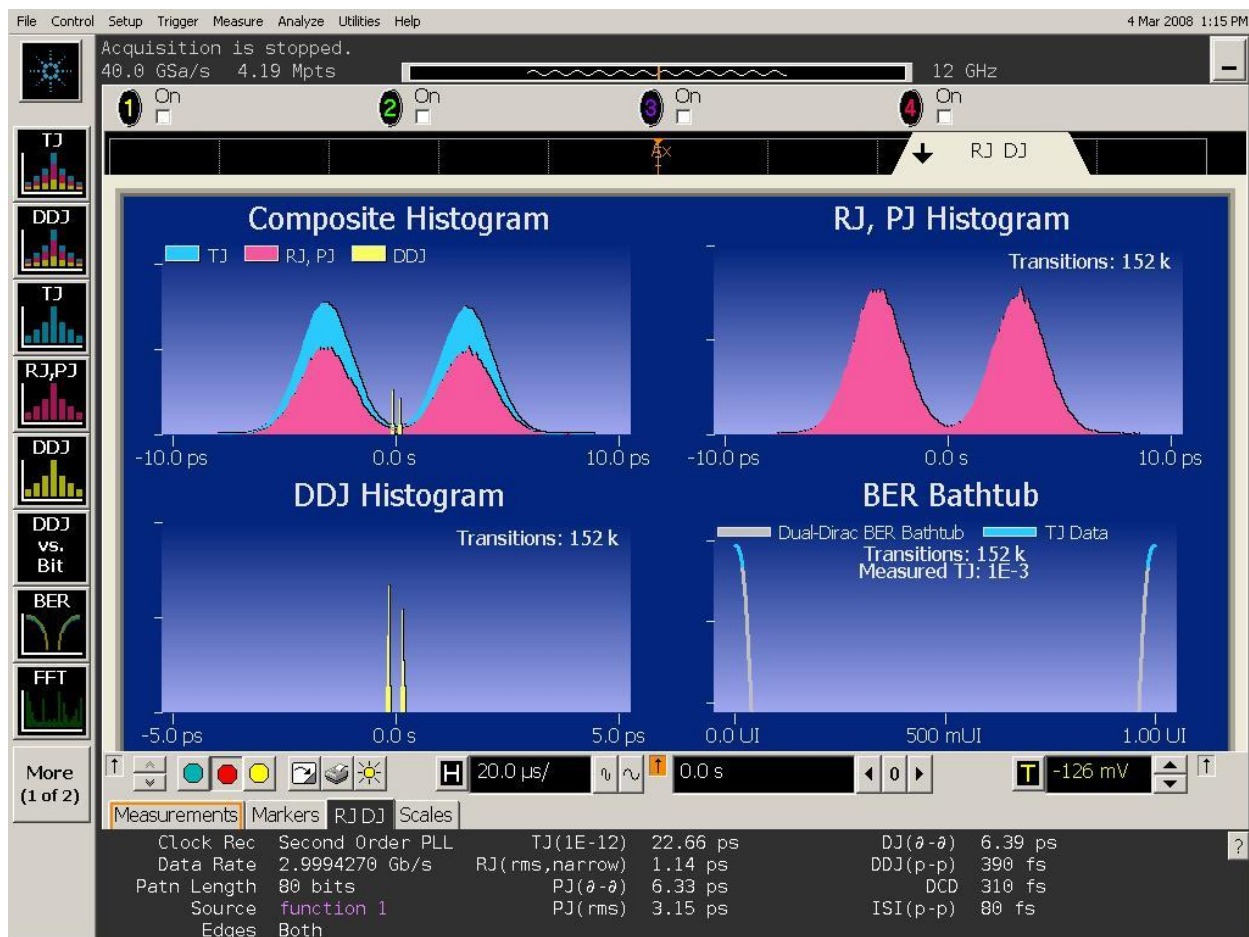 File Control Setup Trigger Measure Analyze Utilities Help 4 Mar 2008 1:15 PM
Acquisition is stopped.
40.0 GSa/s 4.19 Mpts 12 GHz
1 On 2 On 3 On 4 On
RJ DJ
TJ
DDJ
TJ
RJ,PJ
DDJ
DDJ
vs.
Bit
BER
FFT
More
(1 of 2)
Composite Histogram
TJ RJ, PJ DDJ
-10.0 ps 0.0 s 10.0 ps
RJ, PJ Histogram
Transitions: 152 k
-10.0 ps 0.0 s 10.0 ps
DDJ Histogram
Transitions: 152 k
-5.0 ps 0.0 s 5.0 ps
BER Bathtub
Dual-Dirac BER Bathtub TJ Data
Transitions: 152 k
Measured TJ: 1E-3
0.0 UI 500 mUI 1.00 UI
H 20.0 µs/ 0.0 s 0 T -126 mV
Measurements Markers RJDJ Scales
Clock Rec Second Order PLL TJ(1E-12) 22.66 ps DJ(∂-∂) 6.39 ps ?
Data Rate 2.9994270 Gb/s RJ(rms,narrow) 1.14 ps DDJ(p-p) 390 fs
Patn Length 80 bits PJ(∂-∂) 6.33 ps DCD 310 fs
Source function 1 PJ(rms) 3.15 ps ISI(p-p) 80 fs
Edges Both